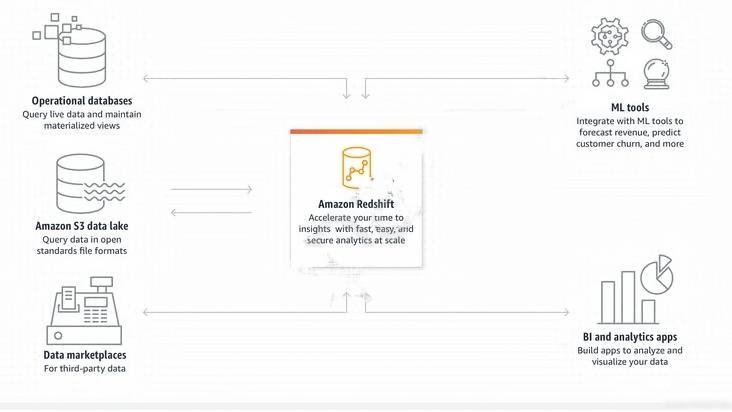 Operational databases
Query live data and maintain
materialized views
Amazon S3 data lake
Query data in open
standards file formats
Data marketplaces
For third-party data
Amazon Redshift
Accelerate your time to
insights with fast, easy, and
secure analytics at scale
ML tools
Integrate with ML tools to
forecast revenue, predict
customer churn, and more
BI and analytics apps
Build apps to analyze and
visualize your data